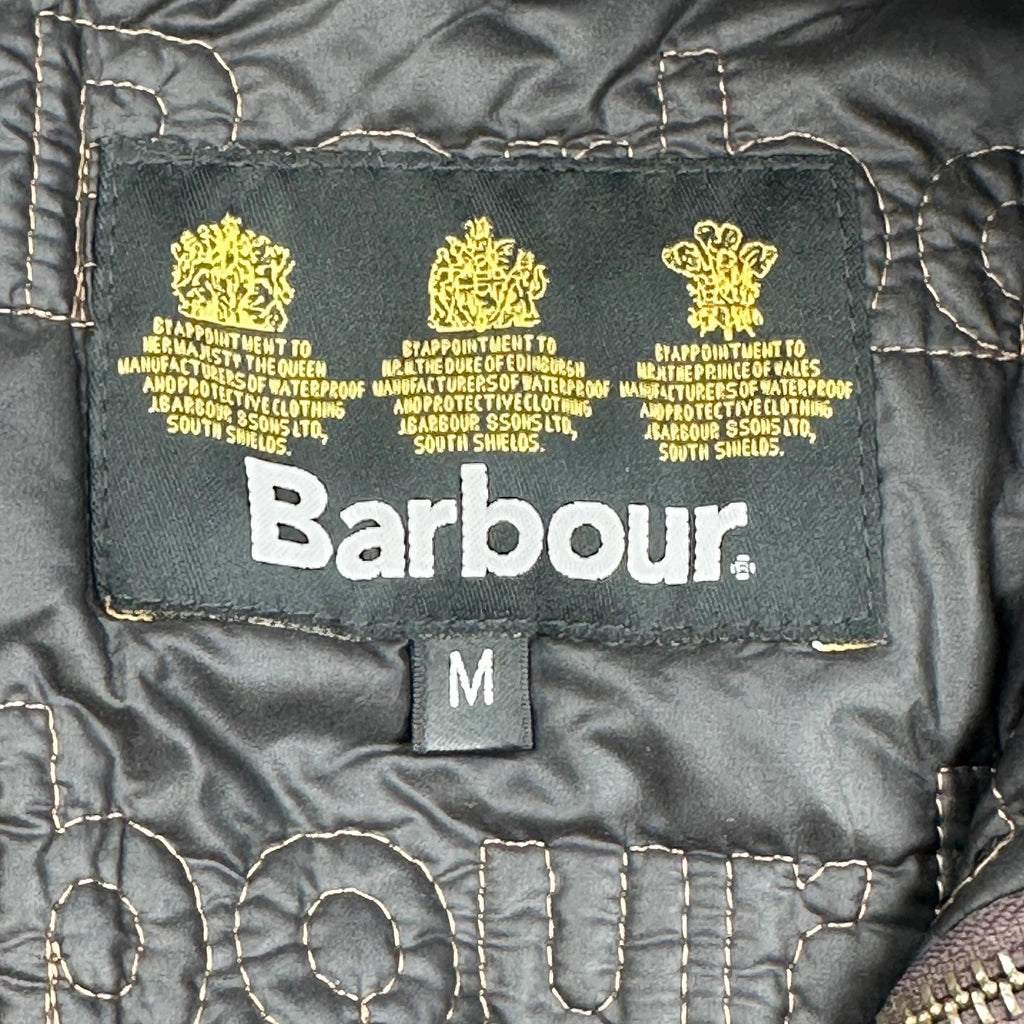 BY APPOINTMENT TO
HER MAJESTY THE QUEEN
MANUFACTURERS OF WATERPROOF
AND PROTECTIVE CLOTHING
J.BARBOUR & SONS LTD,
SOUTH SHIELDS.
BY APPOINTMENT TO
H.R.H. THE DUKE OF EDINBURGH
MANUFACTURERS OF WATERPROOF
AND PROTECTIVE CLOTHING
J.BARBOUR & SONS LTD,
SOUTH SHIELDS.
BY APPOINTMENT TO
H.R.H. THE PRINCE OF WALES
MANUFACTURERS OF WATERPROOF
AND PROTECTIVE CLOTHING
J.BARBOUR & SONS LTD,
SOUTH SHIELDS.
Barbour
M
bour